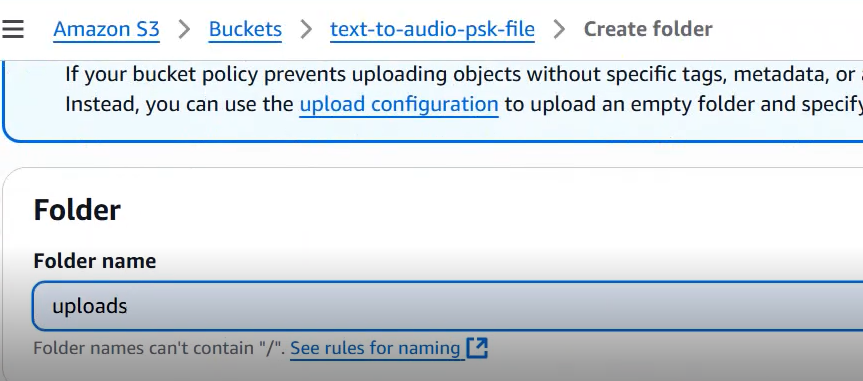 Amazon S3 > Buckets > text-to-audio-psk-file > Create folder
If your bucket policy prevents uploading objects without specific tags, metadata, or
Instead, you can use the upload configuration to upload an empty folder and specify
Folder
Folder name
uploads
Folder names can't contain "/". See rules for naming